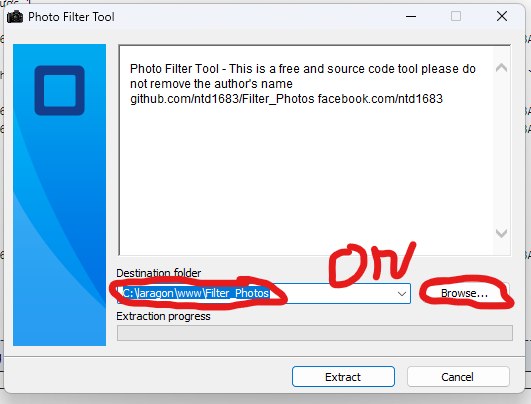 Photo Filter Tool
Photo Filter Tool - This is a free and source code tool please do
not remove the author's name
github.com/ntd1683/Filter_Photos facebook.com/ntd1683
Destination folder
C:\laragon\www\Filter_Photos
Browse...
Extraction progress
Extract
Cancel